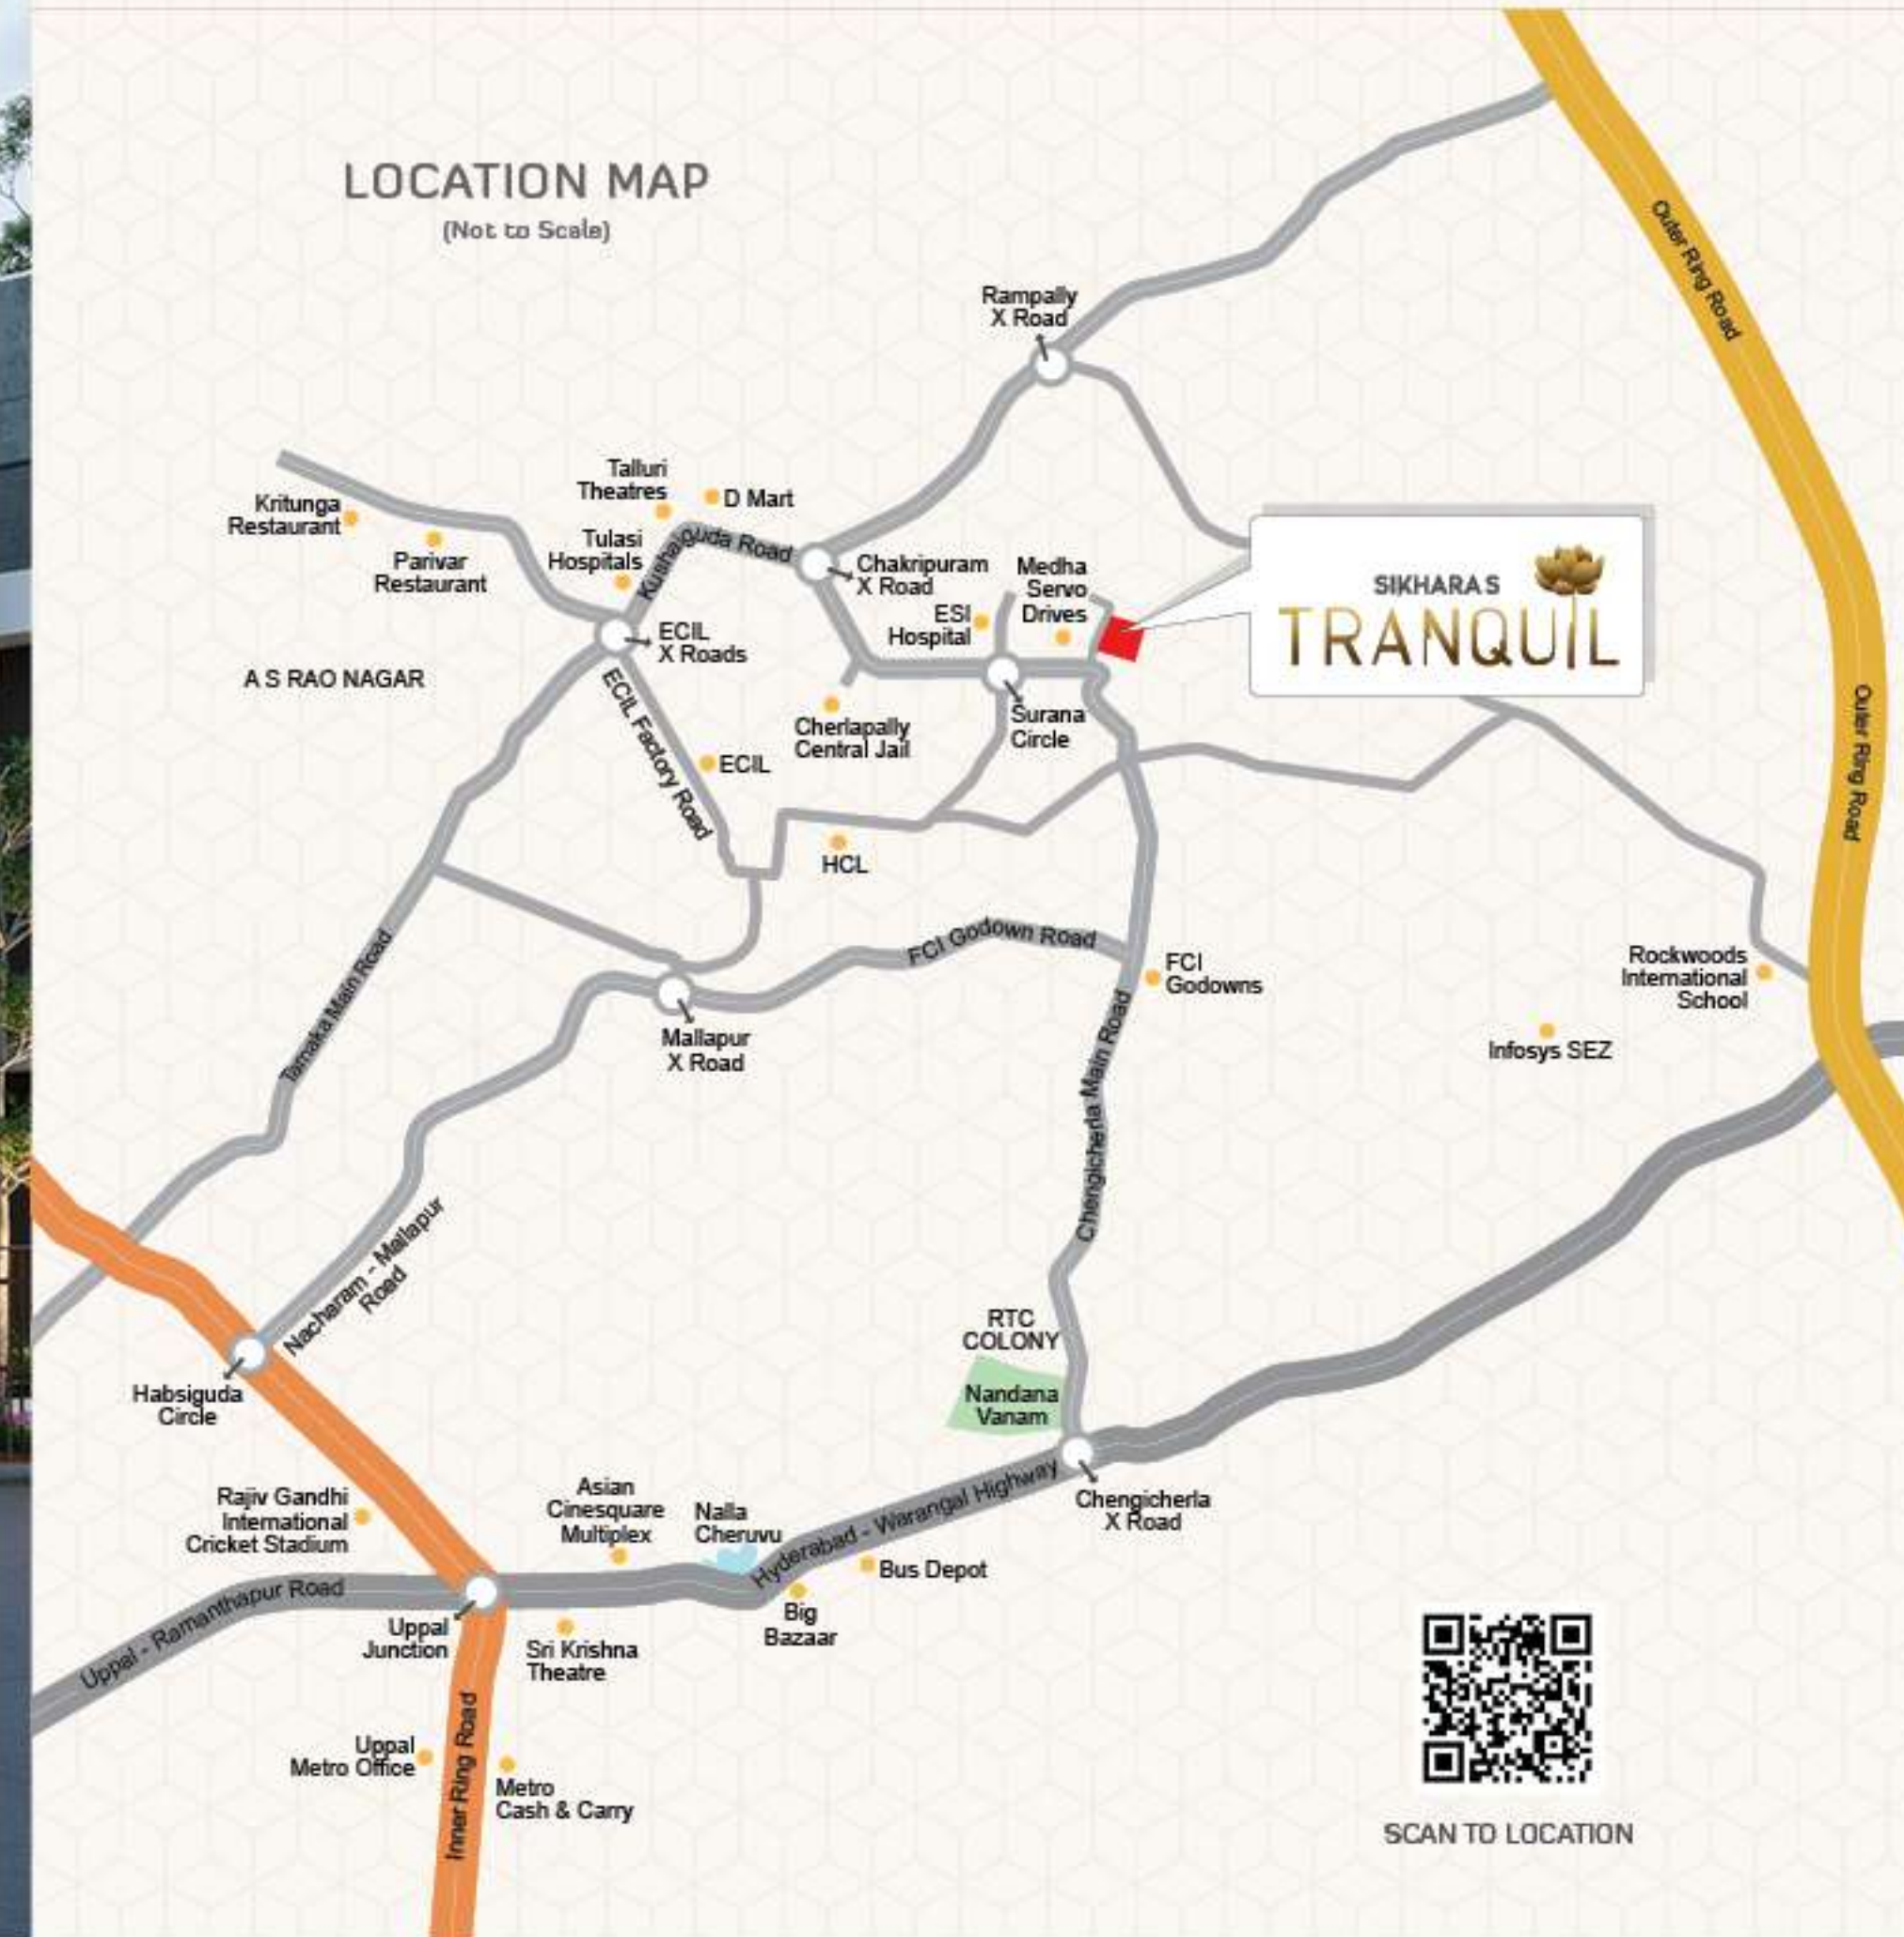 LOCATION MAP
(Not to Scale)
Outer Ring Road
Rampally
X Road
Talluri
Theatres
D Mart
Kritunga
Restaurant
Parivar
Restaurant
Tulasi
Hospitals
Kushaiguda Road
Chakripuram
X Road
Medha
Servo
Drives
ESI
Hospital
SIKHARAS
TRANQUIL
ECIL
X Roads
A S RAO NAGAR
ECIL Factory Road
ECIL
Cherlapally
Central Jail
Surana
Circle
Outer Ring Road
HCL
FCI Godown Road
FCI
Godowns
Rockwoods
International
School
Infosys SEZ
Tarnaka Main Road
Mallapur
X Road
Chengicherla Main Road
Nacharam - Mallapur
Road
RTC
COLONY
Nandana
Vanam
Habsiguda
Circle
Chengicherla
X Road
Rajiv Gandhi
International
Cricket Stadium
Asian
Cinesquare
Multiplex
Nalla
Cheruvu
Hyderabad - Warangal Highway
Bus Depot
Big
Bazaar
Uppal - Ramanthapur Road
Uppal
Junction
Sri Krishna
Theatre
Inner Ring Road
Uppal
Metro Office
Metro
Cash & Carry
SCAN TO LOCATION